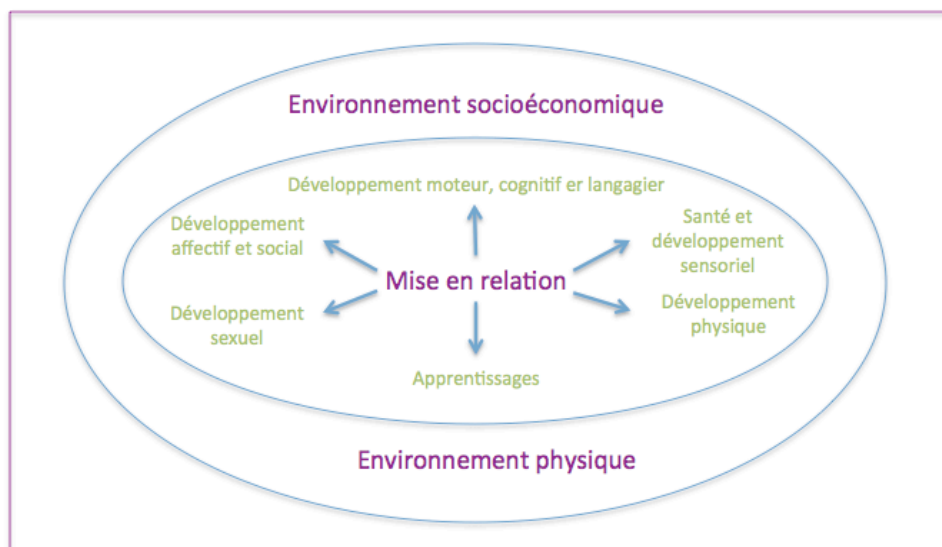 Environnement socioéconomique
Développement moteur, cognitif er langagier
Développement
affectif et social
Santé et
développement
sensoriel
Mise en relation
Développement
sexuel
Développement
physique
Apprentissages
Environnement physique